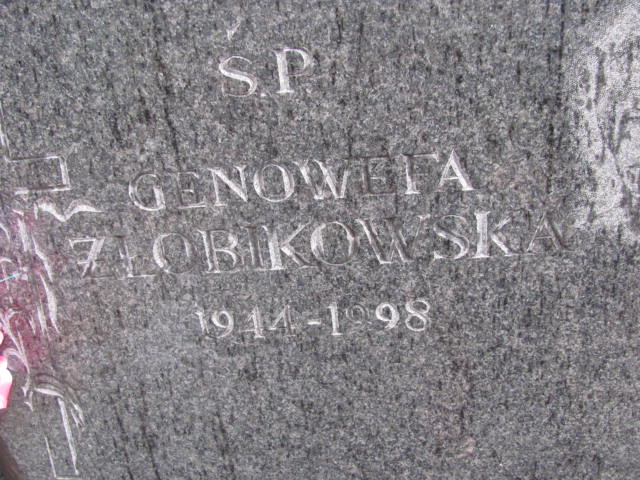 Ś.P.
GENOWEFA
ZŁOBIKOWSKA
1944-1998